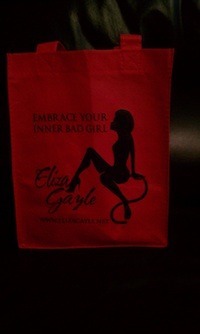 EMBRACE YOUR
INNER BAD GIRL
Eliza
Gayle